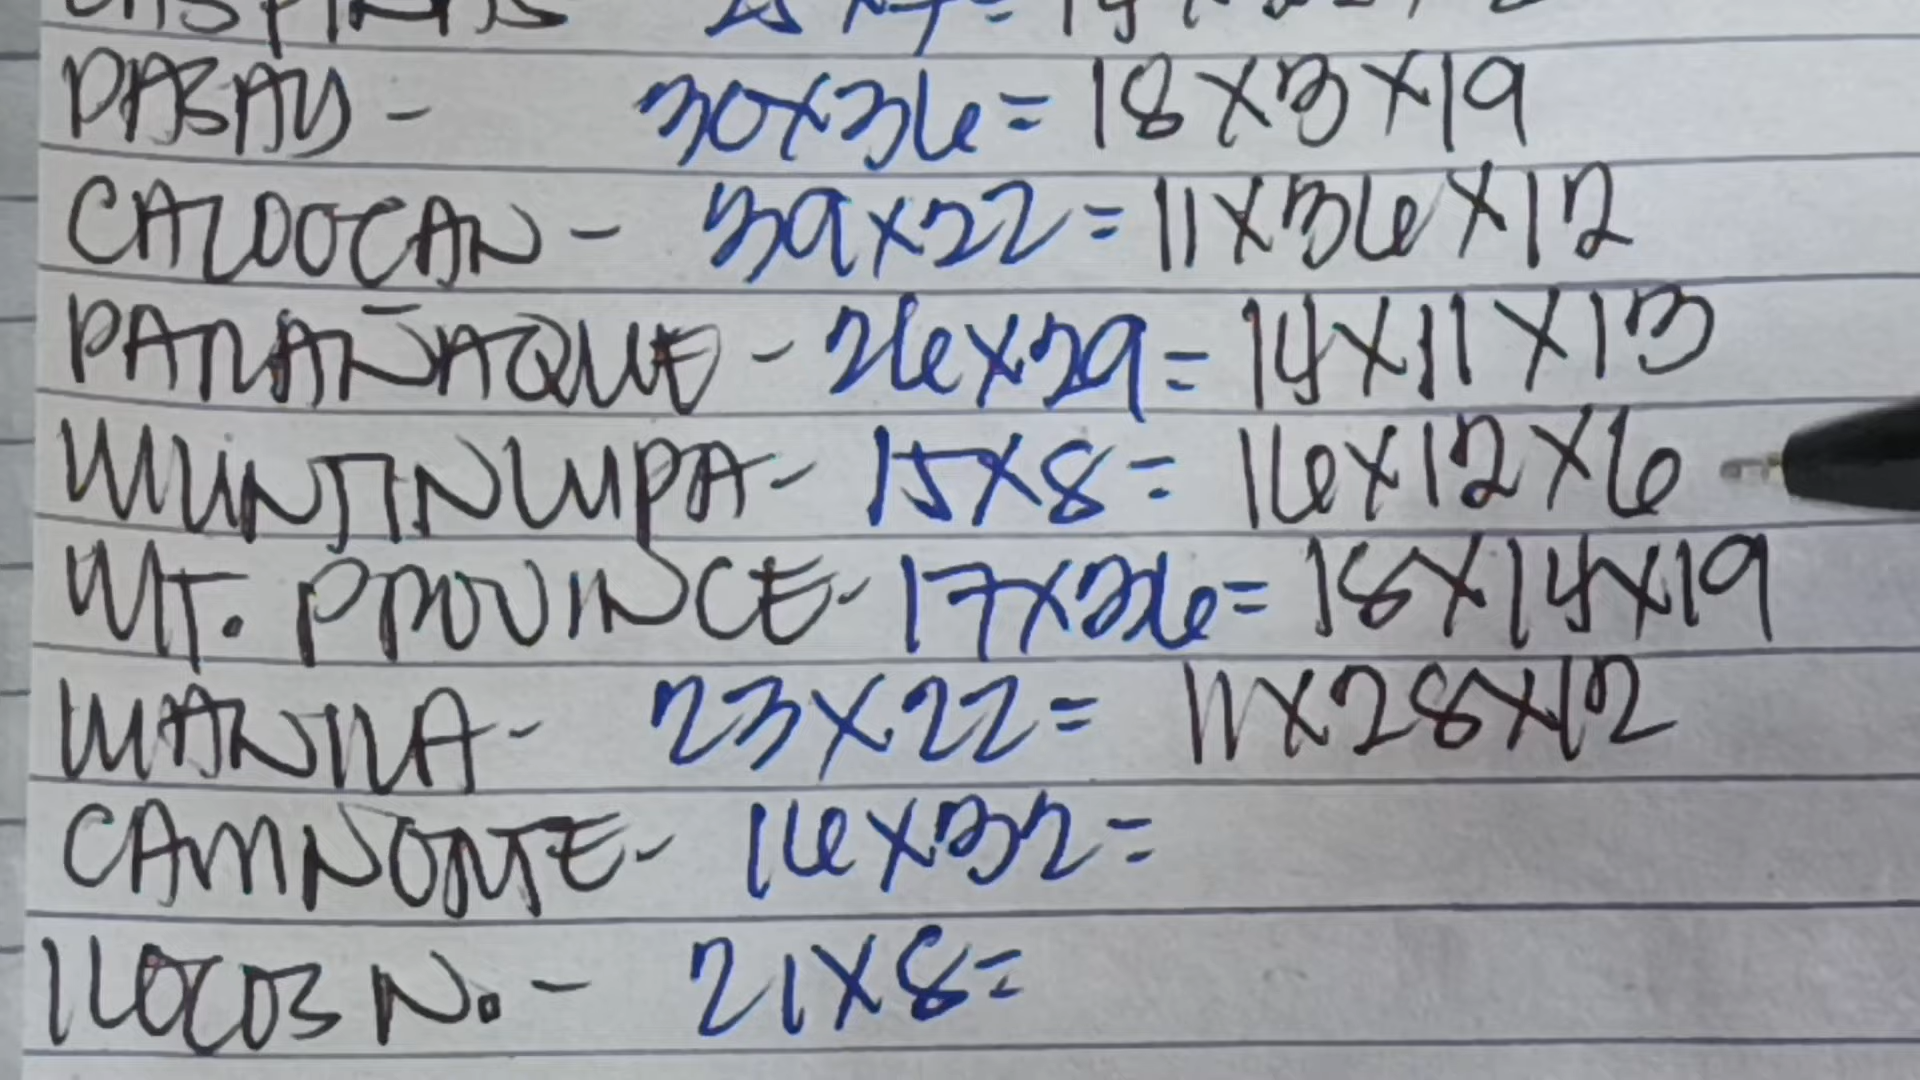 PASAY - 30X36= 18X3X19
CALOOCAN - 39X22= 11X36X12
PARAÑAQUE - 26X29= 14X11X13
MUNTINLUPA- 15X8= 16X12X6
MT. PROVINCE- 17X36= 18X14X19
MANILA- 23X22= 11X28X12
CAMNORTE- 16X32=
ILOCOS N. - 21X8=